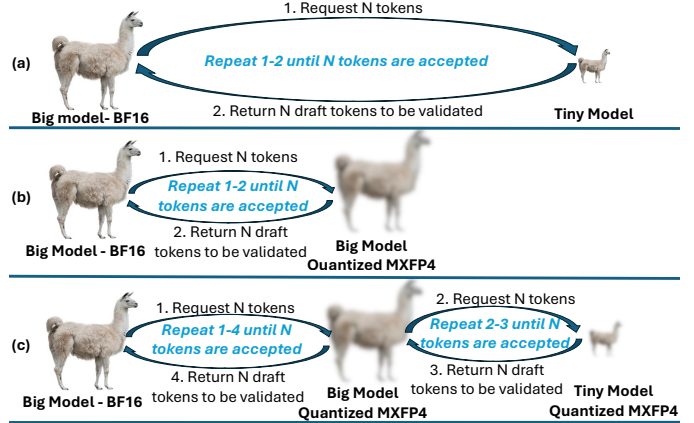 (a)
1. Request N tokens
Repeat 1-2 until N tokens are accepted
2. Return N draft tokens to be validated
Big model- BF16
Tiny Model
(b)
1. Request N tokens
Repeat 1-2 until N
tokens are accepted
2. Return N draft
tokens to be validated
Big Model - BF16
Big Model
Quantized MXFP4
(c)
1. Request N tokens
Repeat 1-4 until N
tokens are accepted
4. Return N draft
tokens to be validated
Big Model - BF16
Big Model
Quantized MXFP4
2. Request N tokens
Repeat 2-3 until N
tokens are accepted
3. Return N draft
tokens to be validated
Tiny Model
Quantized MXFP4